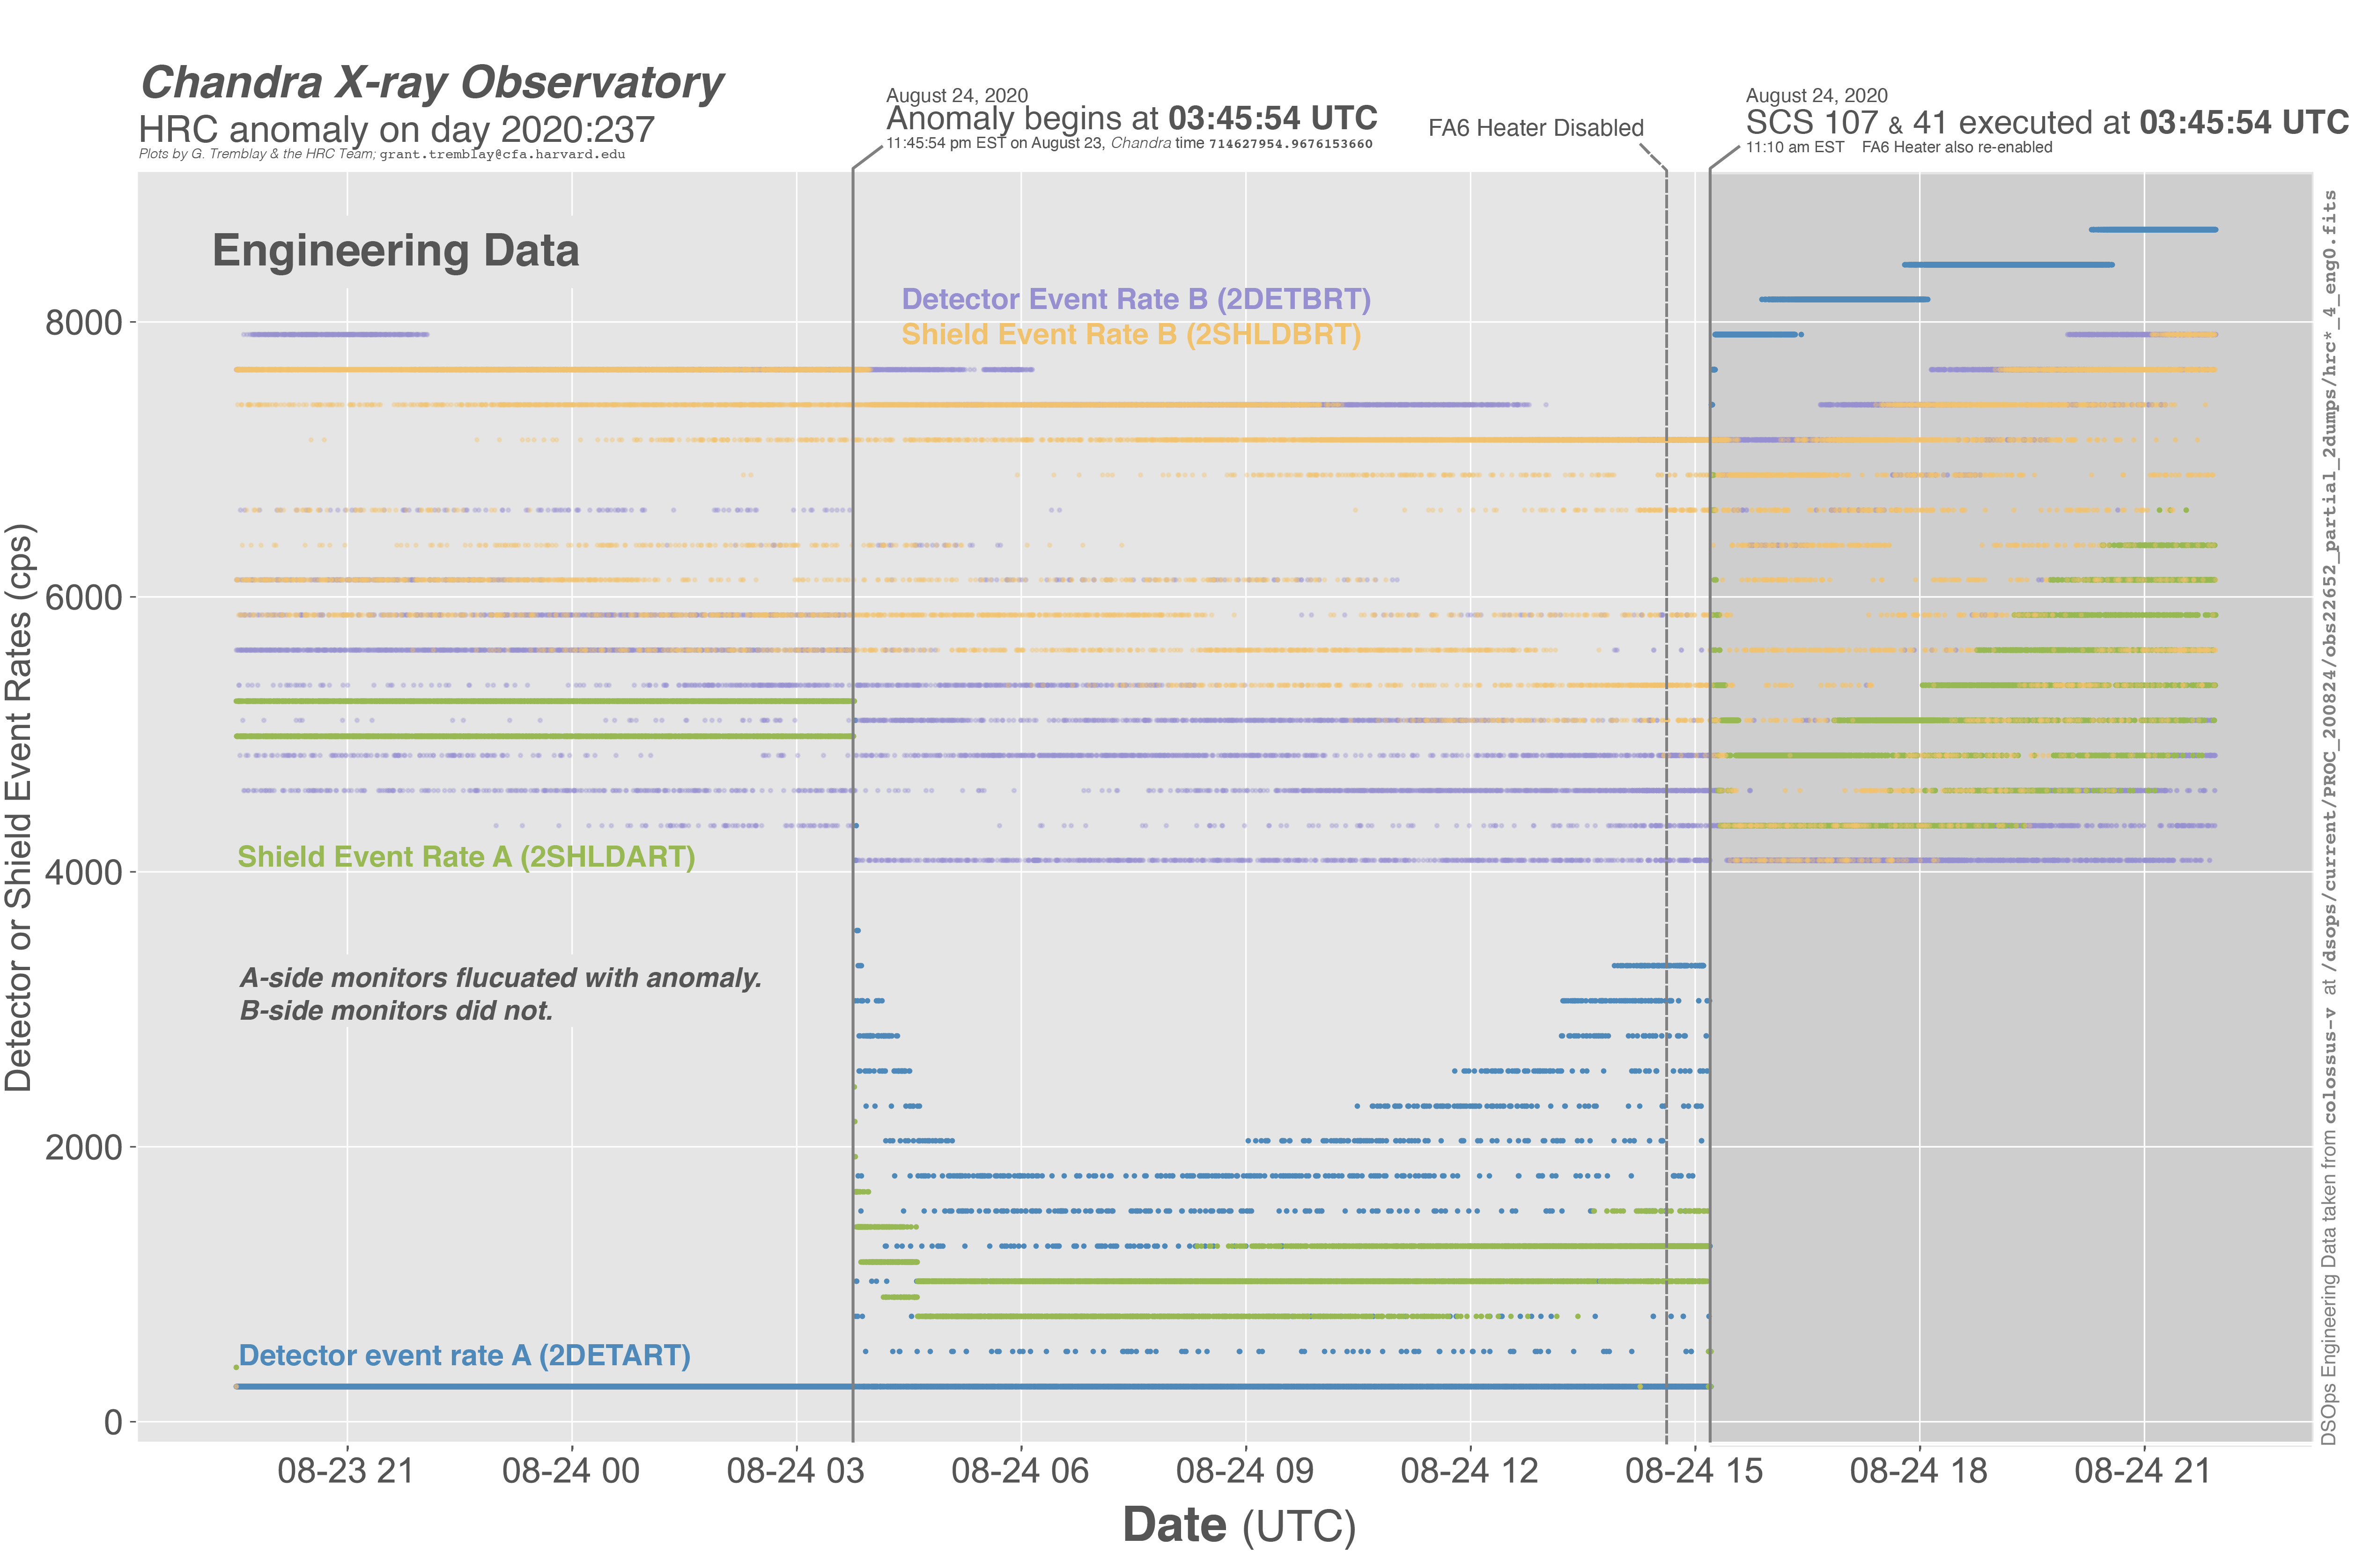 Chandra X-ray Observatory
HRC anomaly on day 2020:237
Plots by G. Tremblay & the HRC Team; grant.tremblay@cfa.harvard.edu
August 24, 2020
Anomaly begins at 03:45:54 UTC
11:45:54 pm EST on August 23, Chandra time 714627954.9676153660
FA6 Heater Disabled
August 24, 2020
SCS 107 & 41 executed at 03:45:54 UTC
11:10 am EST FA6 Heater also re-enabled
Engineering Data
Detector Event Rate B (2DETBRT)
Shield Event Rate B (2SHLDBRT)
Shield Event Rate A (2SHLDART)
A-side monitors flucuated with anomaly.
B-side monitors did not.
Detector event rate A (2DETART)
Detector or Shield Event Rates (cps)
8000
6000
4000
2000
0
08-23 21
08-24 00
08-24 03
08-24 06
08-24 09
08-24 12
08-24 15
08-24 18
08-24 21
Date (UTC)
DSOps Engineering Data taken from colossus-v at /dsops/current/PROC_200824/obs22652_partial_2dumps/hrc*_4_eng0.fits